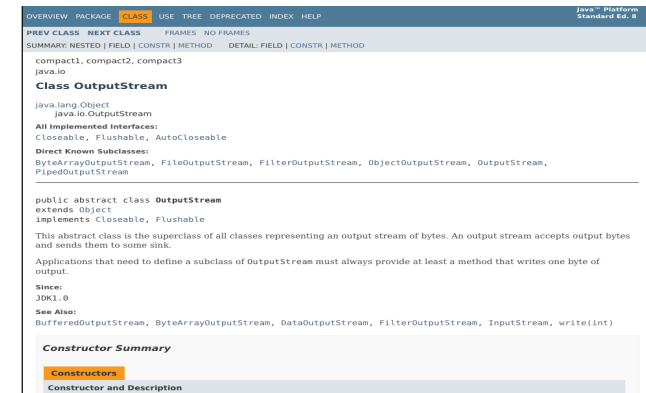 OVERVIEW PACKAGE CLASS USE TREE DEPRECATED INDEX HELP
Java™ Platform
Standard Ed. 8
PREV CLASS NEXT CLASS FRAMES NO FRAMES
SUMMARY: NESTED | FIELD | CONSTR | METHOD DETAIL: FIELD | CONSTR | METHOD
compact1, compact2, compact3
java.io
Class OutputStream
java.lang.Object
java.io.OutputStream
All Implemented Interfaces:
Closeable, Flushable, AutoCloseable
Direct Known Subclasses:
ByteArrayOutputStream, FileOutputStream, FilterOutputStream, ObjectOutputStream, OutputStream,
PipedOutputStream
public abstract class OutputStream
extends Object
implements Closeable, Flushable
This abstract class is the superclass of all classes representing an output stream of bytes. An output stream accepts output bytes
and sends them to some sink.
Applications that need to define a subclass of OutputStream must always provide at least a method that writes one byte of
output.
Since:
JDK1.0
See Also:
BufferedOutputStream, ByteArrayOutputStream, DataOutputStream, FilterOutputStream, InputStream, write(int)
Constructor Summary
Constructors
Constructor and Description